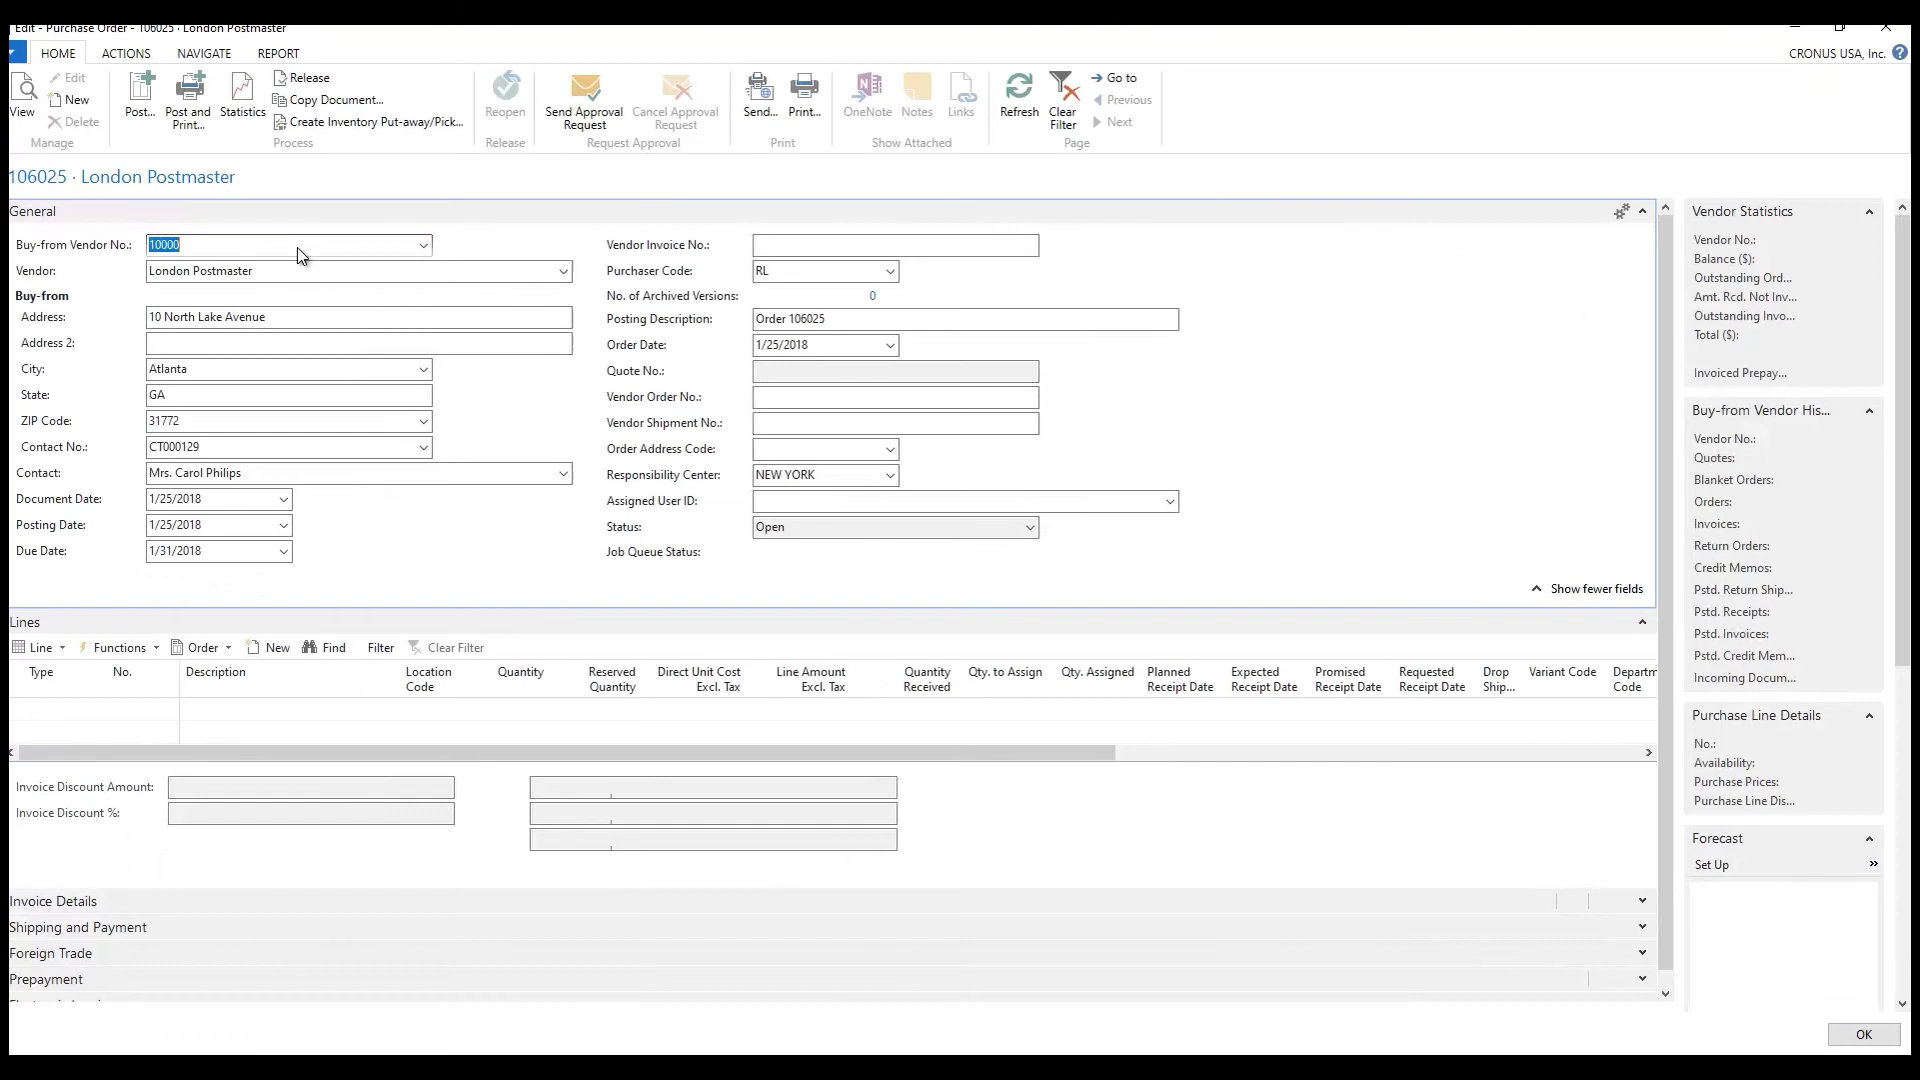 Edit - Purchase Order - 106025 · London Postmaster
HOME ACTIONS NAVIGATE REPORT CRONUS USA, Inc. ?
View
Edit
New
Delete
Manage
Post...
Post and Print...
Statistics
Release
Copy Document...
Create Inventory Put-away/Pick...
Process
Reopen
Release
Send Approval Request
Cancel Approval Request
Request Approval
Send...
Print...
Print
OneNote
Notes
Links
Show Attached
Refresh
Clear Filter
Go to
Previous
Next
Page
106025 · London Postmaster
General
Buy-from Vendor No.: 10000
Vendor: London Postmaster
Buy-from
Address: 10 North Lake Avenue
Address 2:
City: Atlanta
State: GA
ZIP Code: 31772
Contact No.: CT000129
Contact: Mrs. Carol Philips
Document Date: 1/25/2018
Posting Date: 1/25/2018
Due Date: 1/31/2018
Vendor Invoice No.:
Purchaser Code: RL
No. of Archived Versions: 0
Posting Description: Order 106025
Order Date: 1/25/2018
Quote No.:
Vendor Order No.:
Vendor Shipment No.:
Order Address Code:
Responsibility Center: NEW YORK
Assigned User ID:
Status: Open
Job Queue Status:
Show fewer fields
Lines
Line Functions Order New Find Filter Clear Filter
Type
No.
Description
Location Code
Quantity
Reserved Quantity
Direct Unit Cost Excl. Tax
Line Amount Excl. Tax
Quantity Received
Qty. to Assign
Qty. Assigned
Planned Receipt Date
Expected Receipt Date
Promised Receipt Date
Requested Receipt Date
Drop Ship...
Variant Code
Departm Code
Invoice Discount Amount:
Invoice Discount %:
Invoice Details
Shipping and Payment
Foreign Trade
Prepayment
Vendor Statistics
Vendor No.:
Balance ($):
Outstanding Ord...
Amt. Rcd. Not Inv...
Outstanding Invo...
Total ($):
Invoiced Prepay...
Buy-from Vendor His...
Vendor No.:
Quotes:
Blanket Orders:
Orders:
Invoices:
Return Orders:
Credit Memos:
Pstd. Return Ship...
Pstd. Receipts:
Pstd. Invoices:
Pstd. Credit Mem...
Incoming Docum...
Purchase Line Details
No.:
Availability:
Purchase Prices:
Purchase Line Dis...
Forecast
Set Up
OK